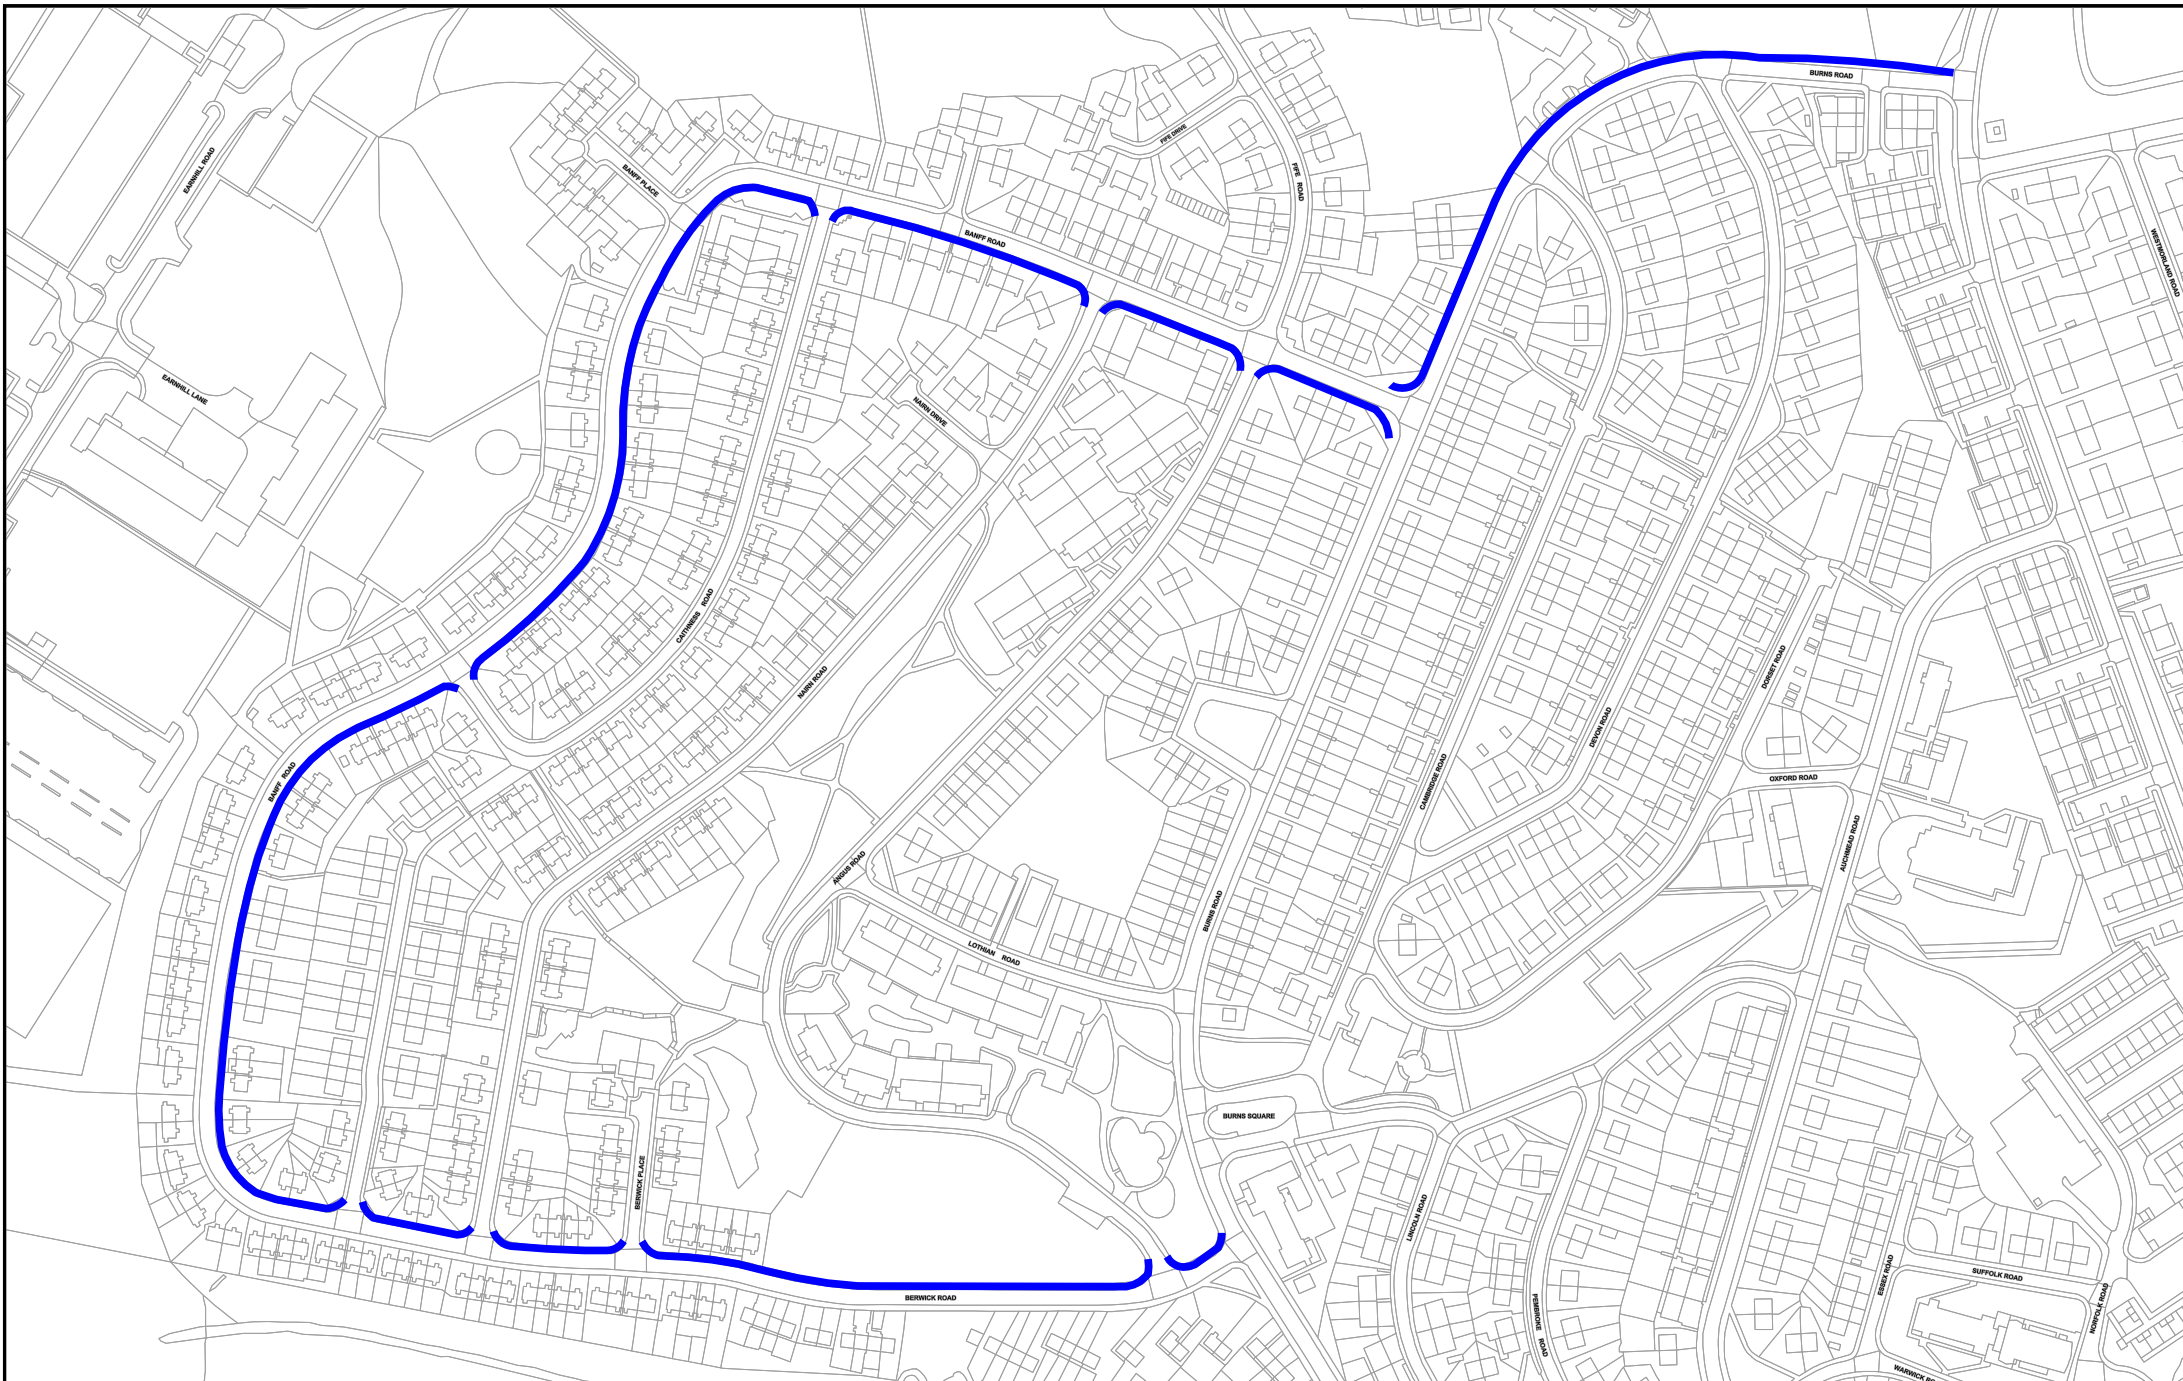 BURNS ROAD
EARNHILL ROAD
FIFE DRIVE
BANFF PLACE
FIFE ROAD
BANFF ROAD
WESTMORLAND ROAD
EARNHILL LANE
NAIRN DRIVE
CAITHNESS ROAD
NAIRN ROAD
DORSET ROAD
DEVON ROAD
CAMBRIDGE ROAD
OXFORD ROAD
BANFF ROAD
AUCHMEAD ROAD
ANGUS ROAD
BURNS ROAD
LOTHIAN ROAD
BURNS SQUARE
BERWICK PLACE
LINCOLN ROAD
ESSEX ROAD
SUFFOLK ROAD
BERWICK ROAD
PEMBROKE ROAD
NORFOLK ROAD
WARWICK RO